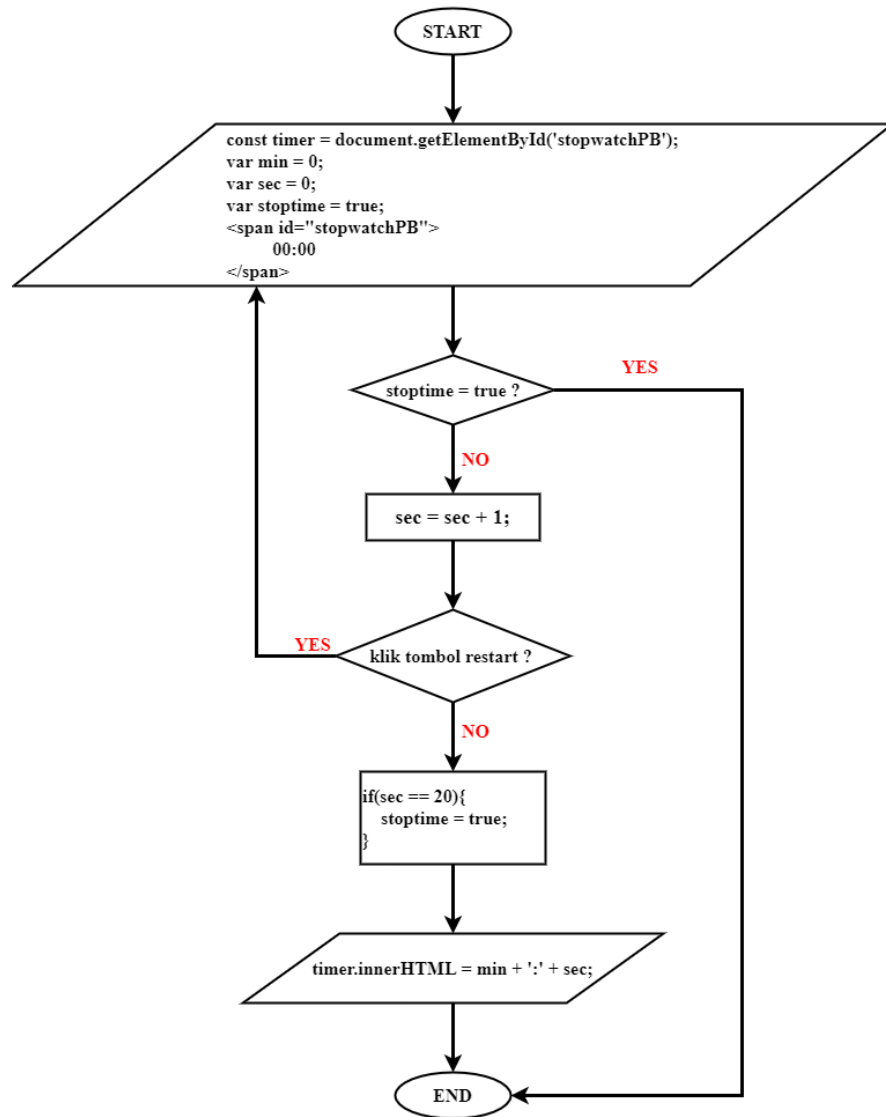 START
const timer = document.getElementById('stopwatchPB');
var min = 0;
var sec = 0;
var stoptime = true;
<span id="stopwatchPB">
00:00
</span>
stoptime = true ?
YES
NO
sec = sec + 1;
klik tombol restart ?
YES
NO
if(sec == 20){
stoptime = true;
}
timer.innerHTML = min + ':' + sec;
END